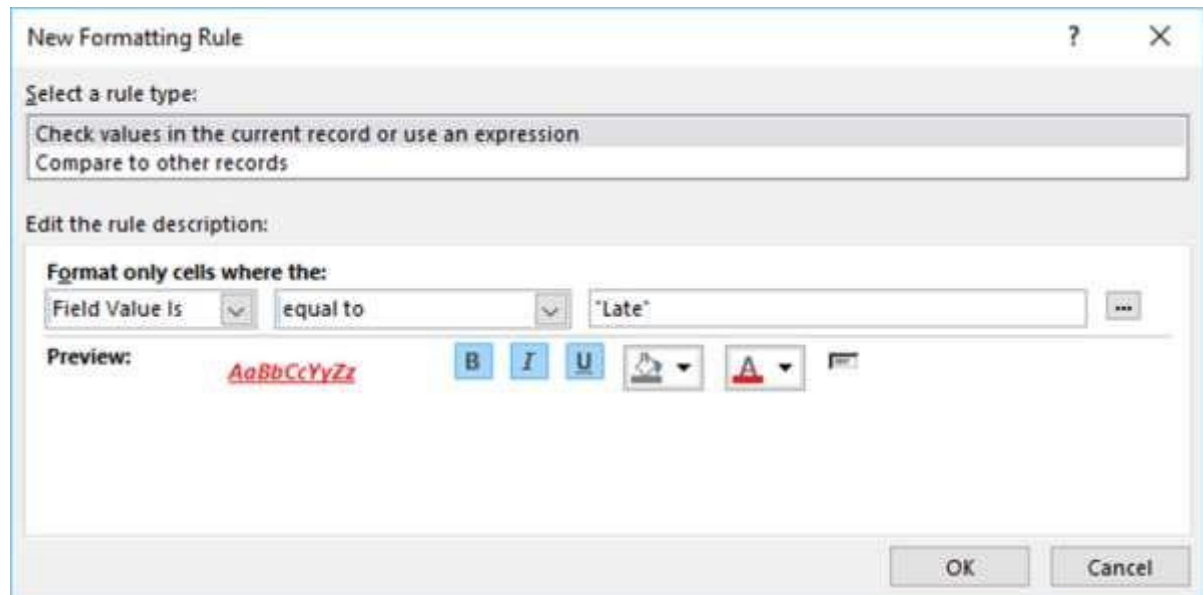 New Formatting Rule ?
Select a rule type:
Check values in the current record or use an expression
Compare to other records
Edit the rule description:
Format only cells where the:
Field Value Is equal to "Late" ...
Preview: AaBbCcYyZz B I U A
OK Cancel